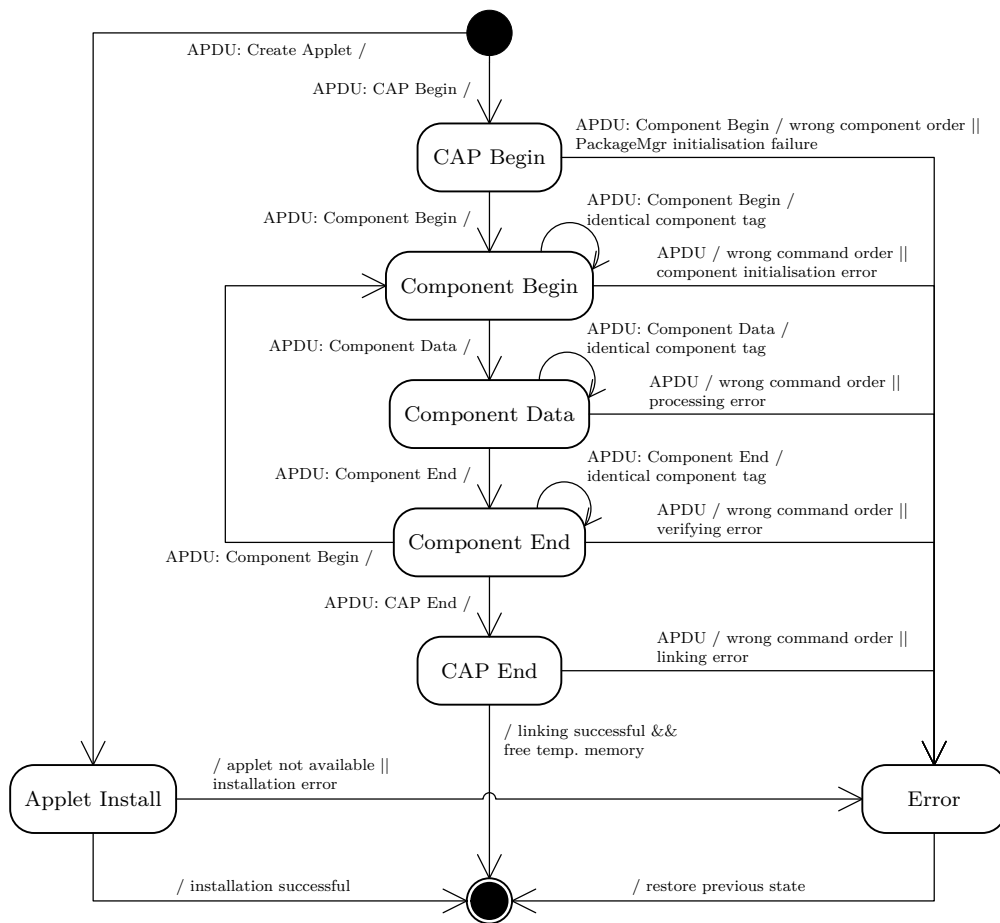 APDU: Create Applet /
APDU: CAP Begin /
CAP Begin
APDU: Component Begin / wrong component order ||
PackageMgr initialisation failure
APDU: Component Begin /
APDU: Component Begin /
identical component tag
Component Begin
APDU / wrong command order ||
component initialisation error
APDU: Component Data /
APDU: Component Data /
identical component tag
Component Data
APDU / wrong command order ||
processing error
APDU: Component End /
APDU: Component End /
identical component tag
Component End
APDU / wrong command order ||
verifying error
APDU: Component Begin /
APDU: CAP End /
CAP End
APDU / wrong command order ||
linking error
/ linking successful &&
free temp. memory
Applet Install
/ applet not available ||
installation error
Error
/ installation successful
/ restore previous state